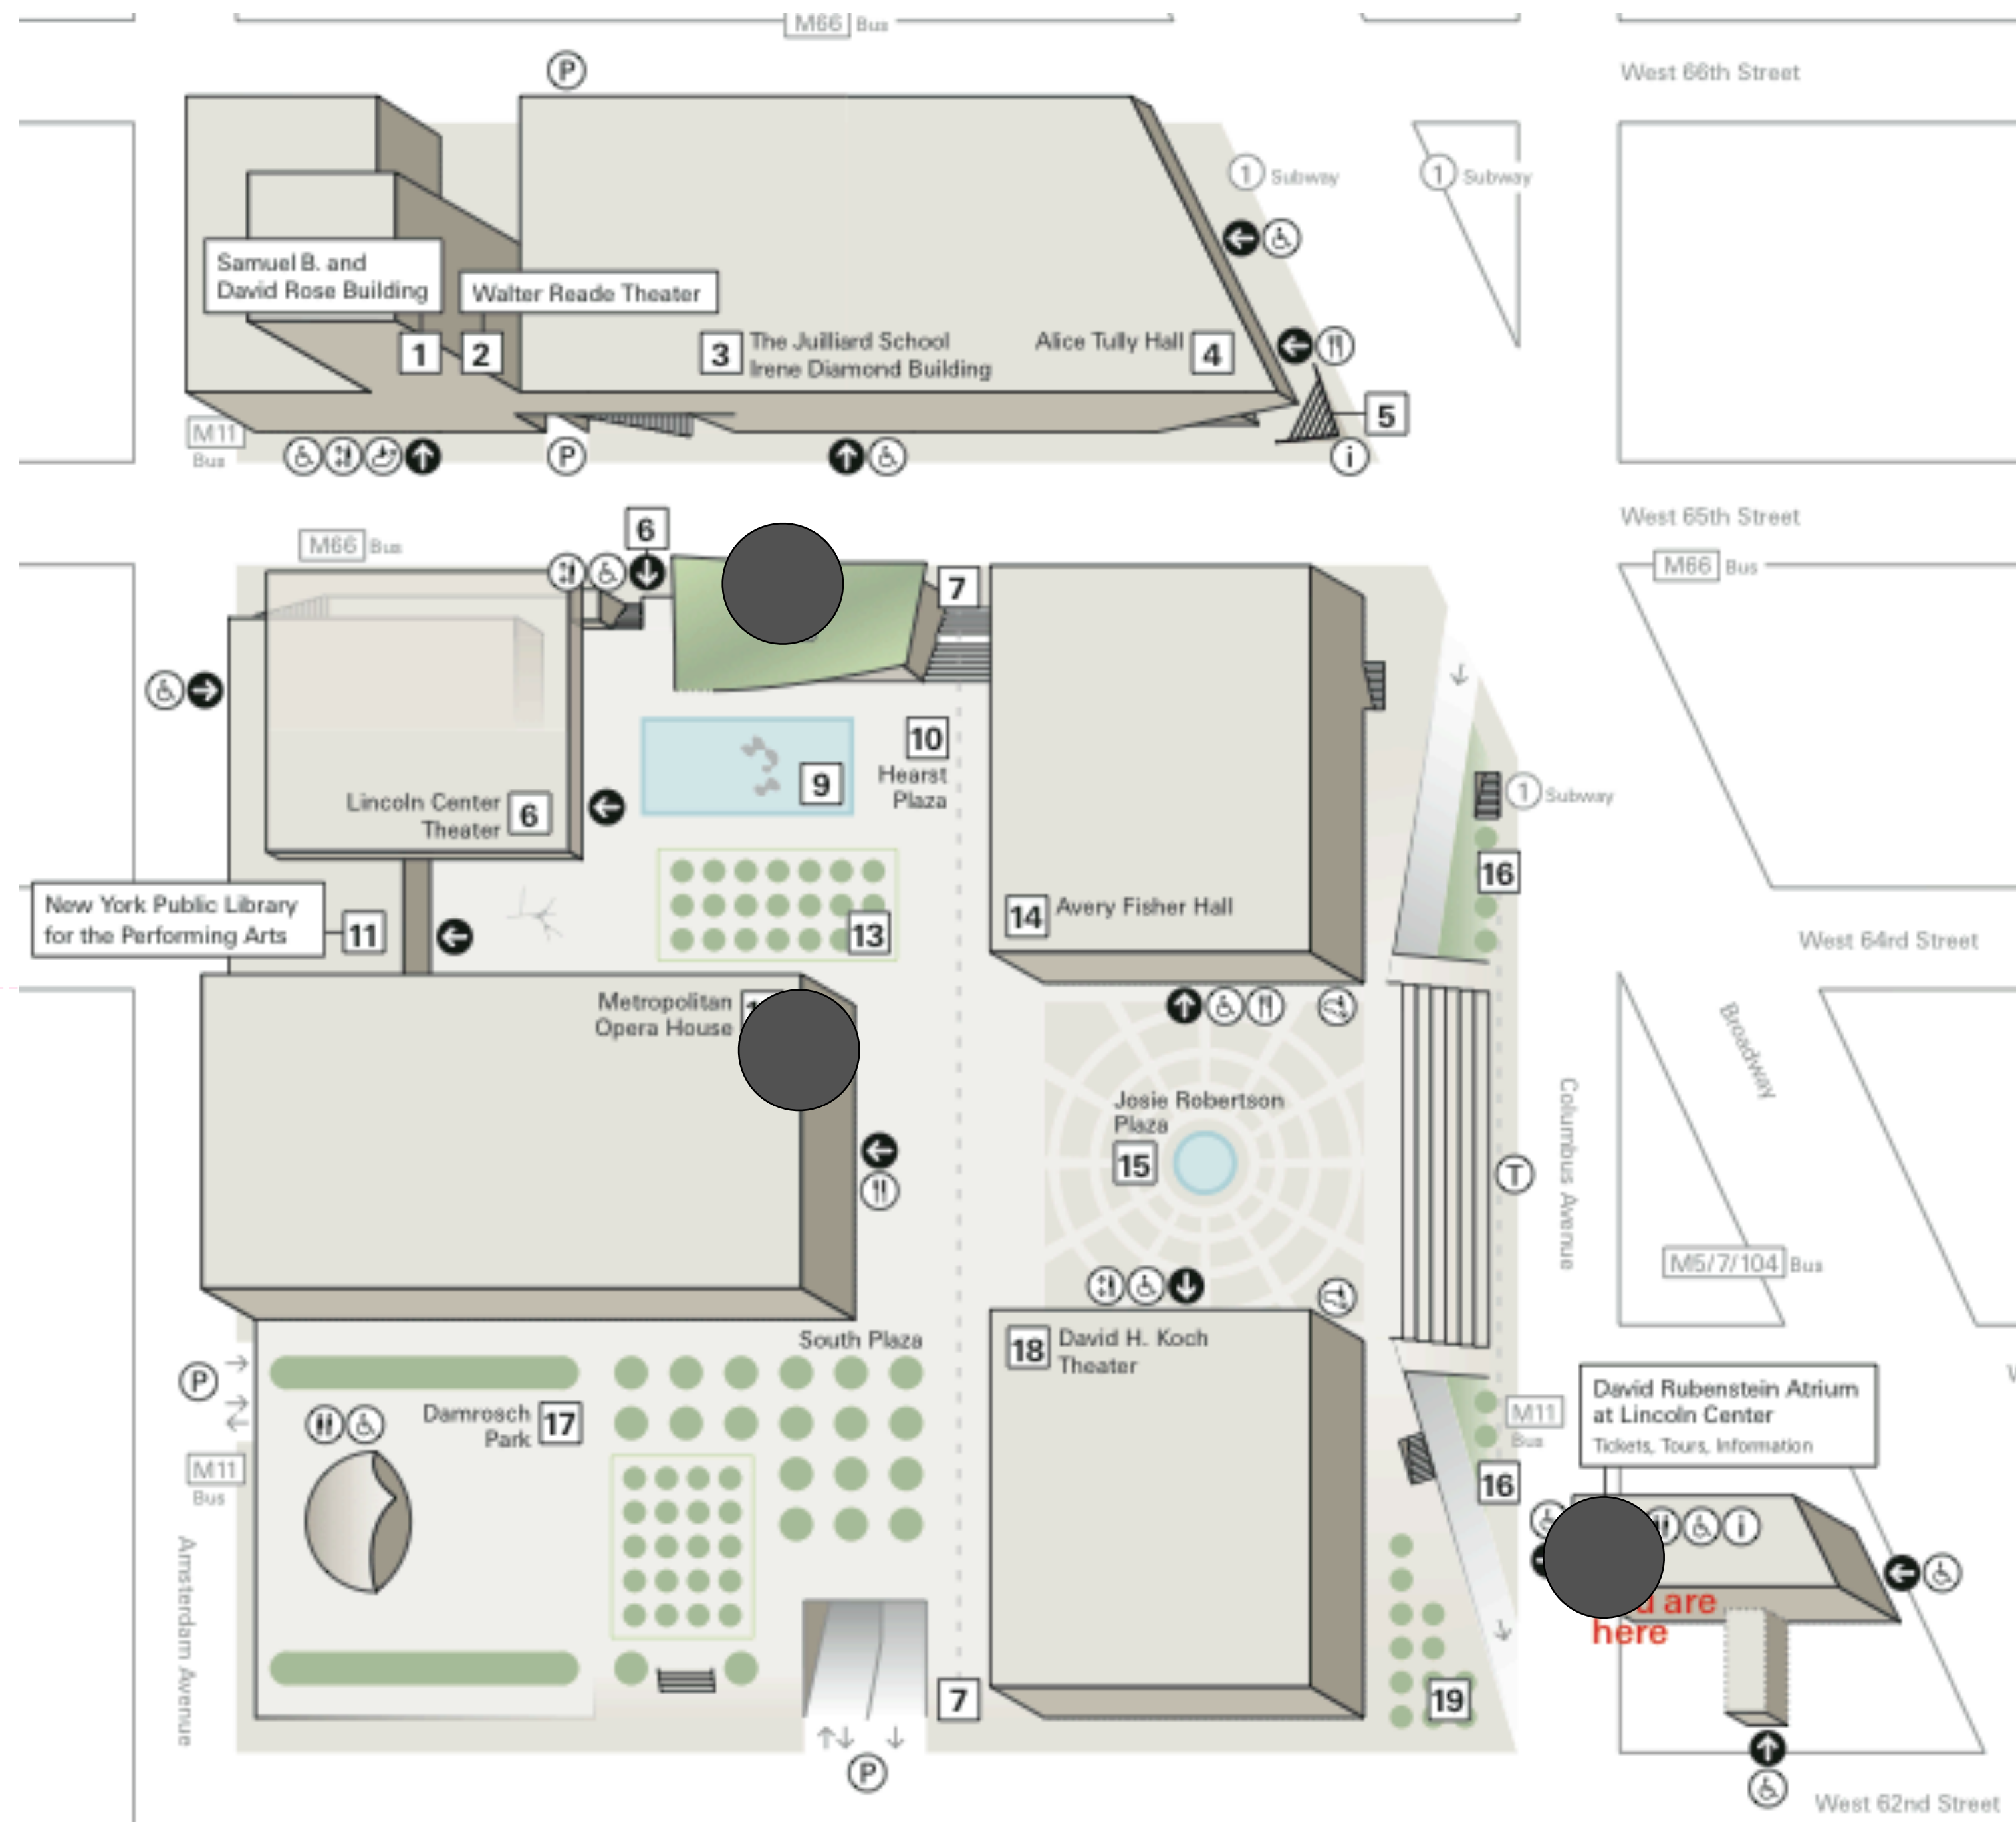 M66 Bus
West 66th Street
P
1 Subway
1 Subway
Samuel B. and
David Rose Building
Walter Reade Theater
1
2
3
The Juilliard School
Irene Diamond Building
Alice Tully Hall
4
5
M11
Bus
P
i
West 65th Street
6
M66 Bus
M66 Bus
7
10
Hearst
Plaza
9
Lincoln Center
Theater
6
1 Subway
16
New York Public Library
for the Performing Arts
11
13
14
Avery Fisher Hall
West 64rd Street
Metropolitan
Opera House
Broadway
Josie Robertson
Plaza
15
T
Columbus Avenue
M5/7/104 Bus
18
David H. Koch
Theater
South Plaza
P
Damrosch
Park
17
M11
Bus
M11
Bus
David Rubenstein Atrium
at Lincoln Center
Tickets, Tours, Information
16
i
are
here
Amsterdam Avenue
7
19
P
West 62nd Street